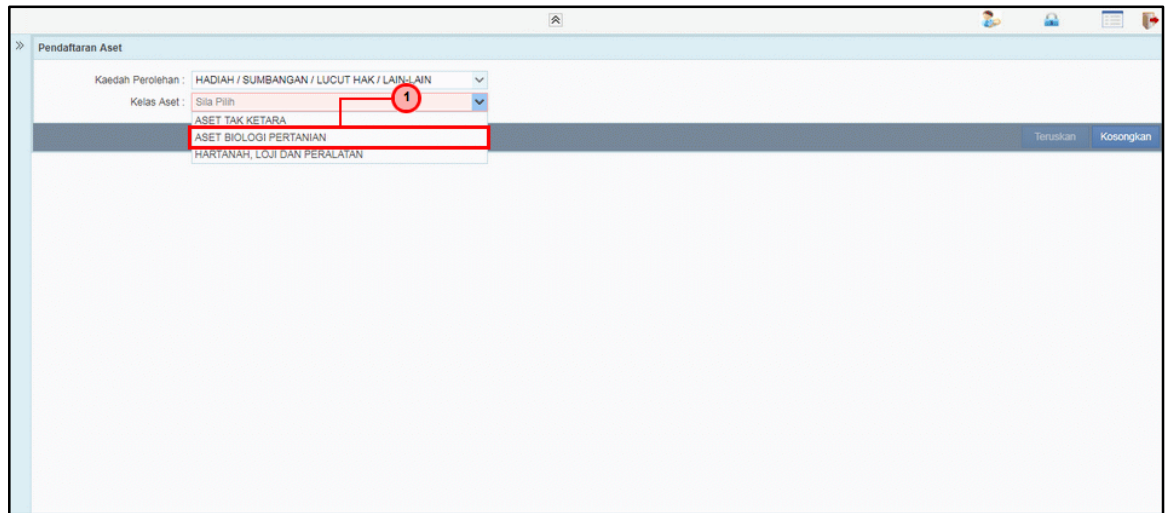 Pendaftaran Aset
Kaedah Perolehan : HADIAH / SUMBANGAN / LUCUT HAK / LAIN-LAIN
Kelas Aset : Sila Pilih
1
ASET TAK KETARA
ASET BIOLOGI PERTANIAN
HARTANAH, LOJI DAN PERALATAN
Teruskan Kosongkan